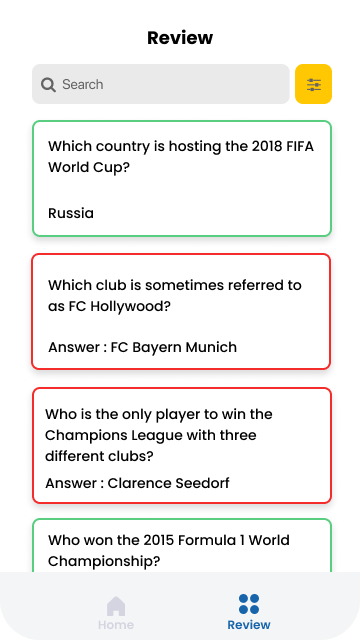 Review
Search
Which country is hosting the 2018 FIFA
World Cup?
Russia
Which club is sometimes referred to
as FC Hollywood?
Answer : FC Bayern Munich
Who is the only player to win the
Champions League with three
different clubs?
Answer : Clarence Seedorf
Who won the 2015 Formula 1 World
Championship?
Home
Review